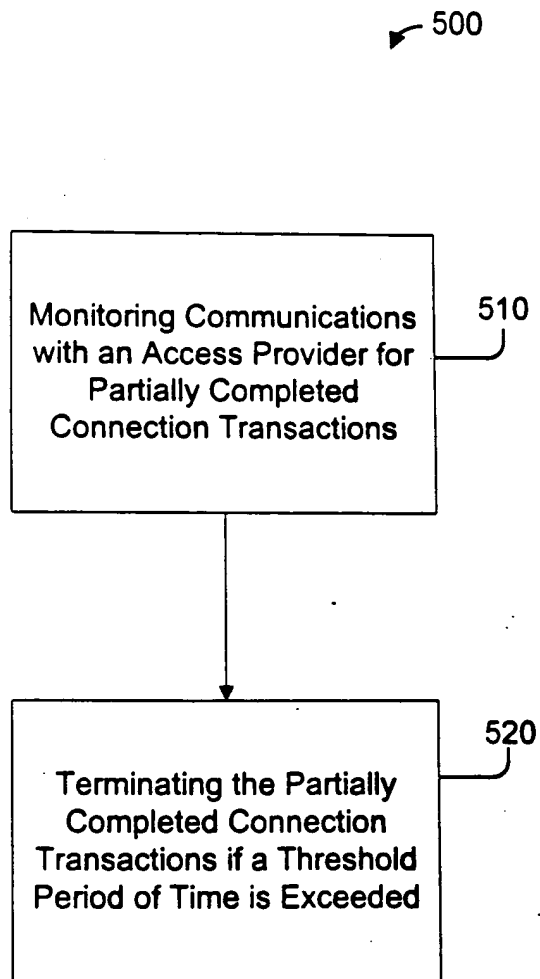 500
Monitoring Communications
with an Access Provider for
Partially Completed
Connection Transactions
510
Terminating the Partially
Completed Connection
Transactions if a Threshold
Period of Time is Exceeded
520